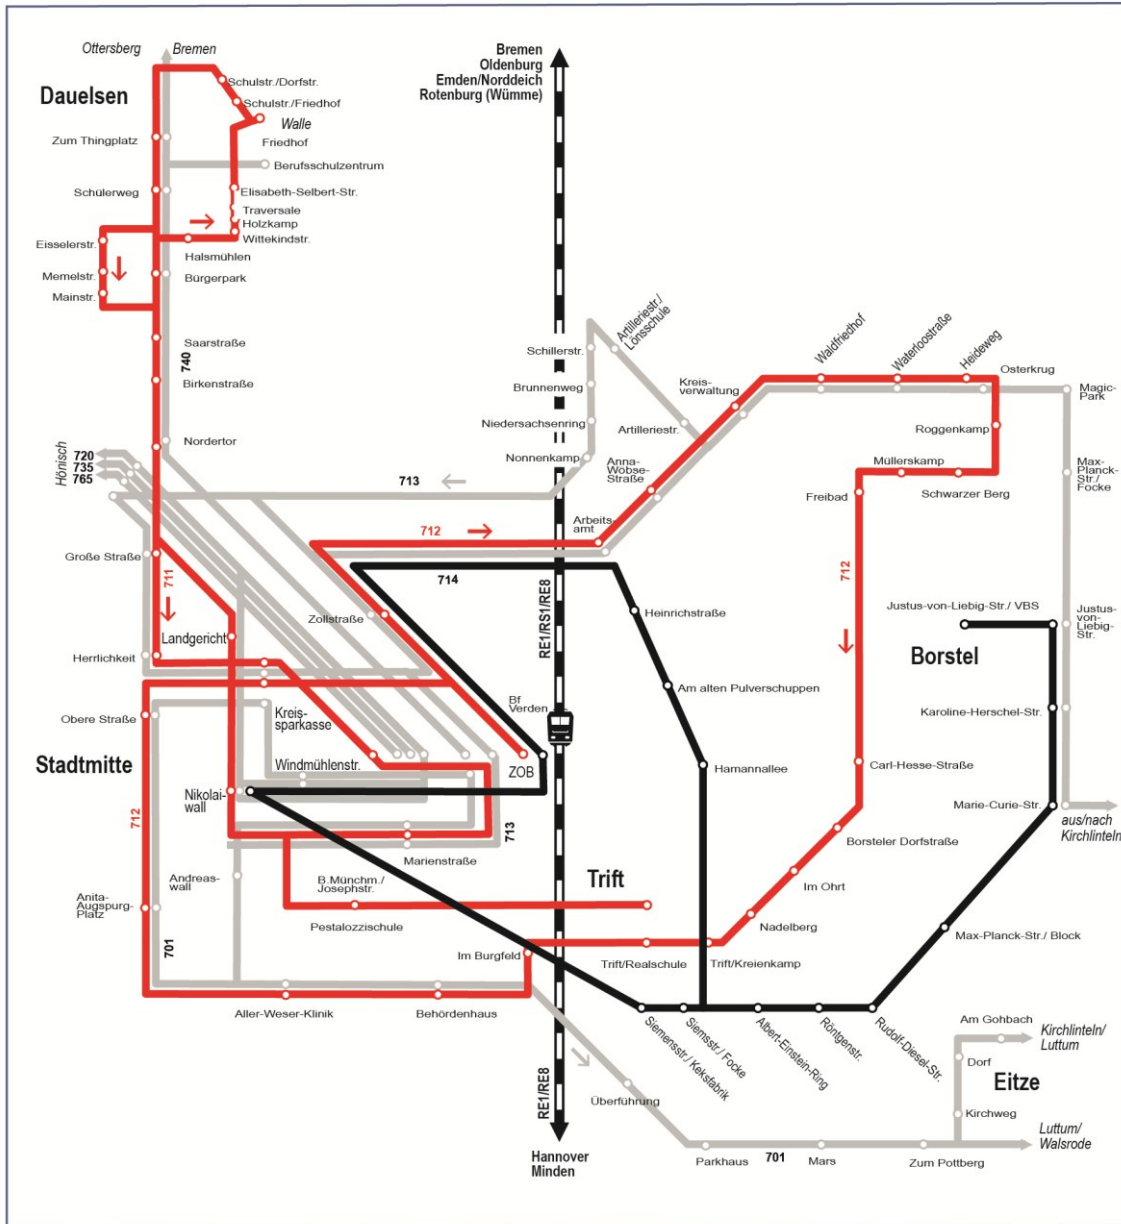 Ottersberg
Bremen
Bremen
Oldenburg
Emden/Norddeich
Rotenburg (Wümme)
Dauelsen
Schulstr./Dorfstr.
Schulstr./Friedhof
Walle
Zum Thingplatz
Friedhof
Berufsschulzentrum
Schülerweg
Elisabeth-Selbert-Str.
Traversale
Holzkamp
Wittekindstr.
Eisselerstr.
Halsmühlen
Memelstr.
Bürgerpark
Mainstr.
Saarstraße
740
Birkenstraße
Nordertor
Hönisch
720
735
765
Schillerstr.
Artilleriestr./
Lönsschule
Brunnenweg
Niedersachsenring
Artilleriestr.
Nonnenkamp
713
Kreis-
verwaltung
Waldfriedhof
Waterloostraße
Heideweg
Osterkrug
Magic-
Park
Roggenkamp
Anna-
Wobse-
Straße
Müllerskamp
Schwarzer Berg
Freibad
Max-
Planck-
Str./
Focke
Arbeits-
amt
712
Große Straße
711
714
RE1/RS1/RE8
712
Zollstraße
Heinrichstraße
Justus-von-Liebig-Str./ VBS
Justus-
von-
Liebig-
Str.
Landgericht
Herrlichkeit
Borstel
Am alten Pulverschuppen
Bf
Verden
Karoline-Herschel-Str.
Obere Straße
Kreis-
sparkasse
Stadtmitte
Windmühlenstr.
ZOB
Hamannallee
Carl-Hesse-Straße
Nikolai-
wall
Marie-Curie-Str.
aus/nach
Kirchlinteln
712
713
Borsteler Dorfstraße
Marienstraße
Andreas-
wall
B.Münchm./
Josephstr.
Trift
Im Ohrt
Anita-
Augspurg-
Platz
Pestalozzischule
Nadelberg
Max-Planck-Str./ Block
701
Im Burgfeld
Trift/Realschule
Trift/Kreienkamp
Aller-Weser-Klinik
Behördenhaus
Siemensstr./ Keksfabrik
Siemsstr./ Focke
Albert-Einstein-Ring
Röntgenstr.
Rudolf-Diesel-Str.
Am Gohbach
Kirchlinteln/
Luttum
Dorf
Eitze
RE1/RE8
Überführung
Kirchweg
Luttum/
Walsrode
Hannover
Minden
Parkhaus
701
Mars
Zum Pottberg